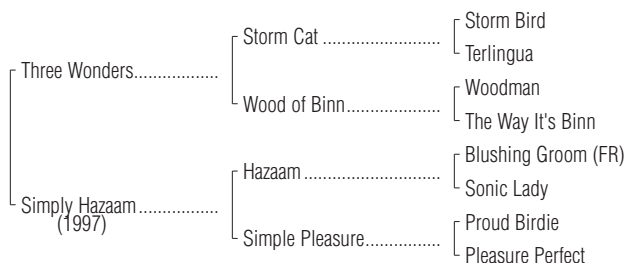 Storm Bird
Storm Cat ..........................
Terlingua
Three Wonders...................
Woodman
Wood of Binn.....................
The Way It's Binn
Blushing Groom (FR)
Hazaam ..............................
Sonic Lady
Simply Hazaam..................
(1997)
Proud Birdie
Simple Pleasure.................
Pleasure Perfect